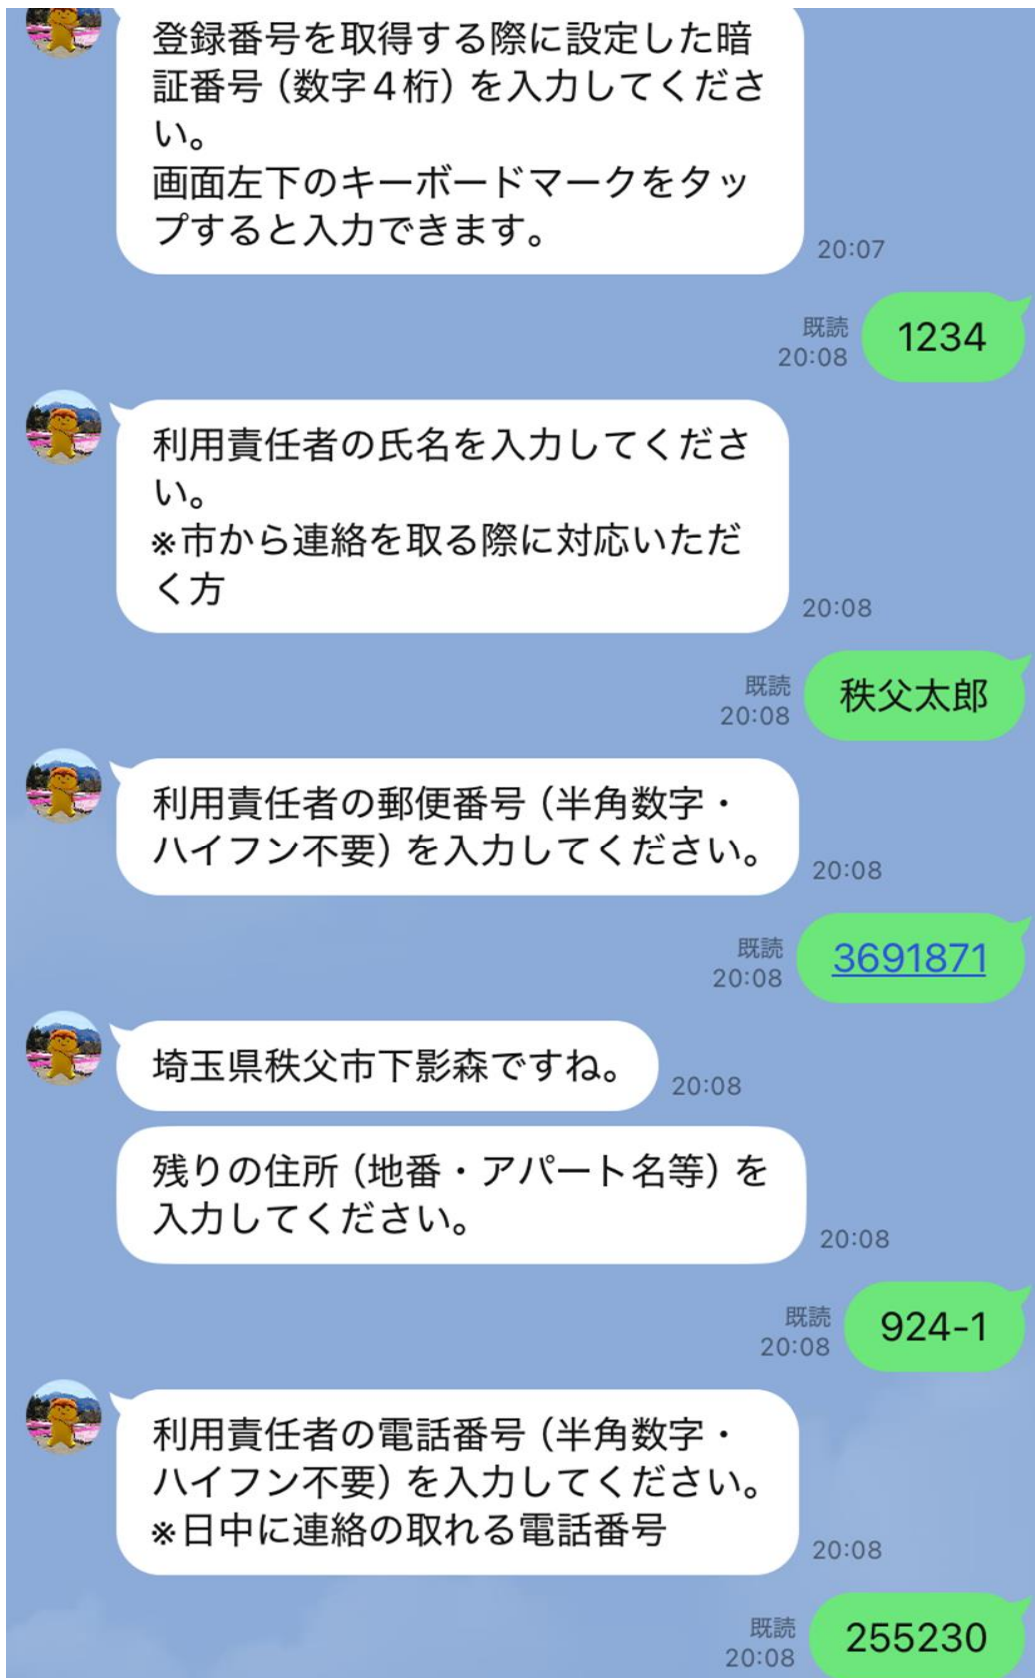 登録番号を取得する際に設定した暗
証番号（数字４桁）を入力してくださ
い。
画面左下のキーボードマークをタッ
プすると入力できます。
20:07
既読
20:08
1234
利用責任者の氏名を入力してくださ
い。
※市から連絡を取る際に対応いただ
く方
20:08
既読
20:08
秩父太郎
利用責任者の郵便番号（半角数字・
ハイフン不要）を入力してください。
20:08
既読
20:08
3691871
埼玉県秩父市下影森ですね。
20:08
残りの住所（地番・アパート名等）を
入力してください。
20:08
既読
20:08
924-1
利用責任者の電話番号（半角数字・
ハイフン不要）を入力してください。
※日中に連絡の取れる電話番号
20:08
既読
20:08
255230